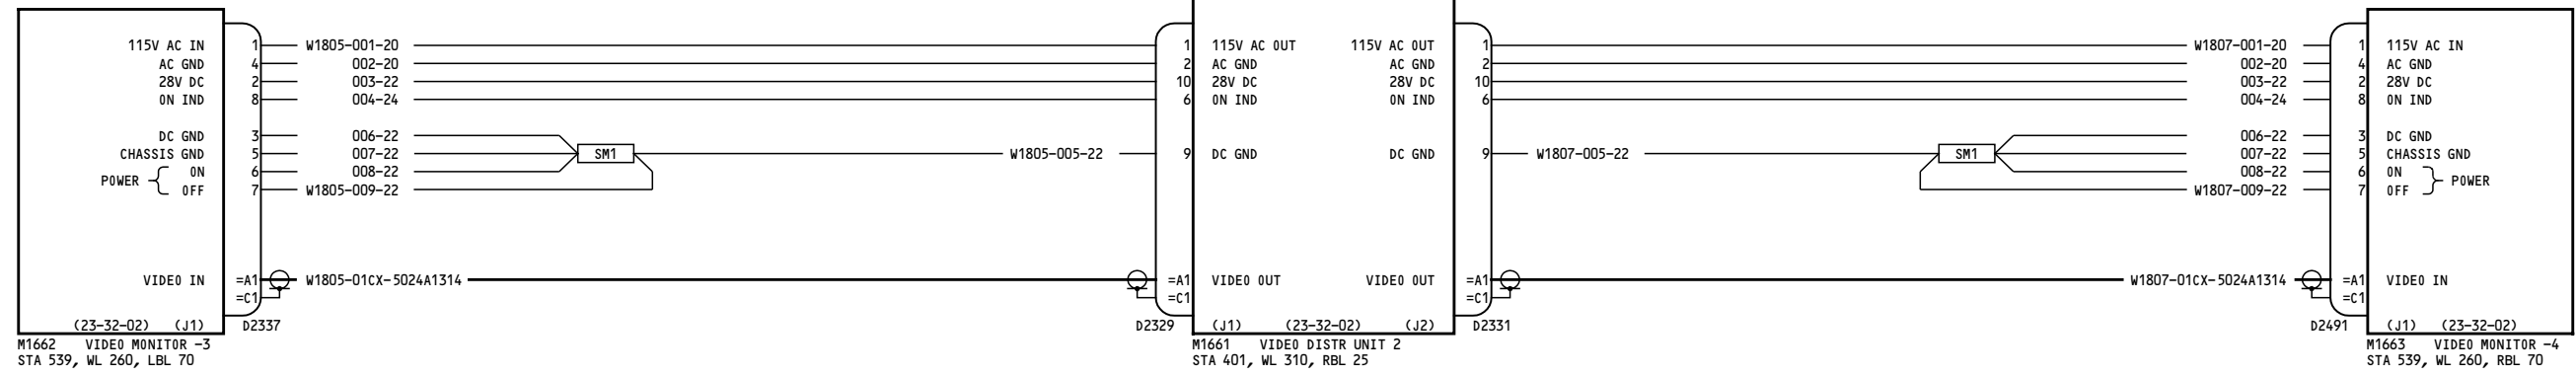 115V AC IN 1 W1805-001-20 1 115V AC OUT 115V AC OUT 1 W1807-001-20 1 115V AC IN
AC GND 4 002-20 2 AC GND AC GND 2 002-20 4 AC GND
28V DC 2 003-22 10 28V DC 28V DC 10 003-22 2 28V DC
ON IND 8 004-24 6 ON IND ON IND 6 004-24 8 ON IND
DC GND 3 006-22 006-22 3 DC GND
CHASSIS GND 5 007-22 SM1 W1805-005-22 9 DC GND DC GND 9 W1807-005-22 SM1 007-22 5 CHASSIS GND
ON 6 008-22 008-22 6 ON
POWER POWER
OFF 7 W1805-009-22 W1807-009-22 7 OFF
VIDEO IN =A1 W1805-01CX-5024A1314 =A1 VIDEO OUT VIDEO OUT =A1 W1807-01CX-5024A1314 =A1 VIDEO IN
=C1 =C1 =C1 =C1
(23-32-02) (J1) D2337 D2329 (J1) (23-32-02) (J2) D2331 D2491 (J1) (23-32-02)
M1662 VIDEO MONITOR -3 M1661 VIDEO DISTR UNIT 2 M1663 VIDEO MONITOR -4
STA 539, WL 260, LBL 70 STA 401, WL 310, RBL 25 STA 539, WL 260, RBL 70